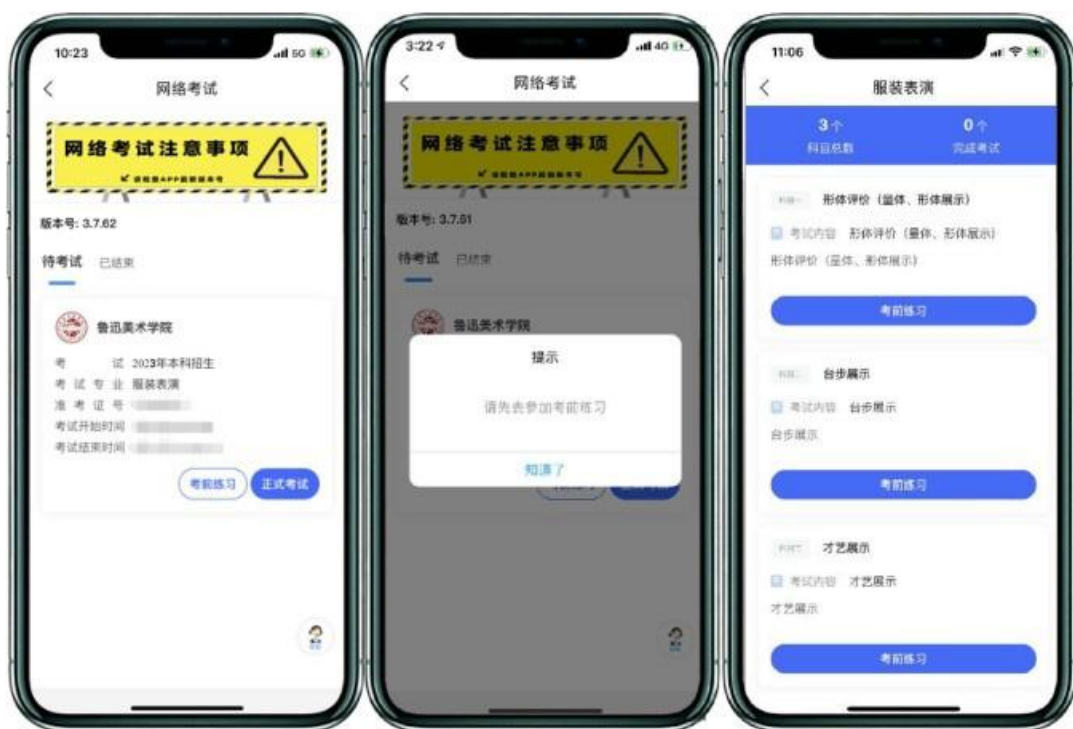 10:23
5G
网络考试
网络考试注意事项
版本号: 3.7.62
待考试 已结束
鲁迅美术学院
考试 2023年本科招生
考试专业 服装表演
准考证号
考试开始时间
考试结束时间
考前练习 正式考试
3:22
4G
网络考试
网络考试注意事项
版本号: 3.7.61
待考试 已结束
鲁迅美术学院
提示
请先去参加考前练习
知道了
11:06
服装表演
3个 0个
科目总数 完成考试
形体评价（量体、形体展示）
考试内容 形体评价（量体、形体展示）
形体评价（量体、形体展示）
考前练习
台步展示
考试内容 台步展示
台步展示
考前练习
才艺展示
考试内容 才艺展示
才艺展示
考前练习